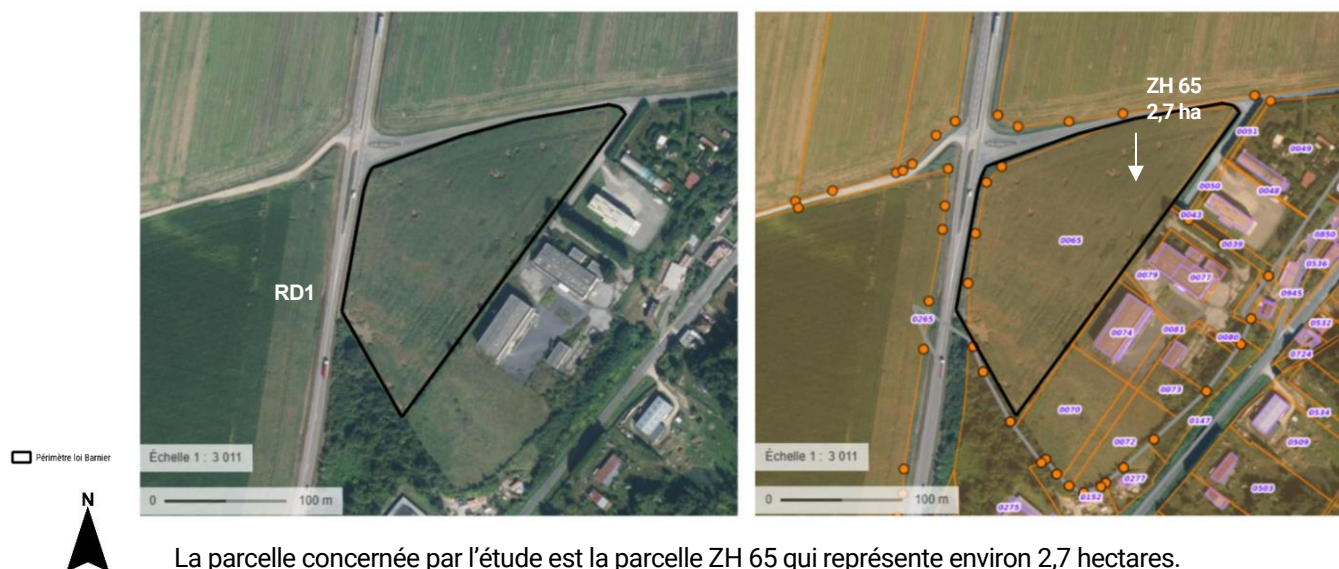 ZH 65
2,7 ha
0051
0049
0050
0048
0043
0065
0039
0850
0079
0077
0536
0945
RD1
0265
0074
0081
0080
0532
0724
0073
0070
0534
0147
0072
0509
0277
0503
0152
0275
Échelle 1 : 3 011
0 100 m
Échelle 1 : 3 011
0 100 m
Périmètre loi Barnier
N
La parcelle concernée par l’étude est la parcelle ZH 65 qui représente environ 2,7 hectares.